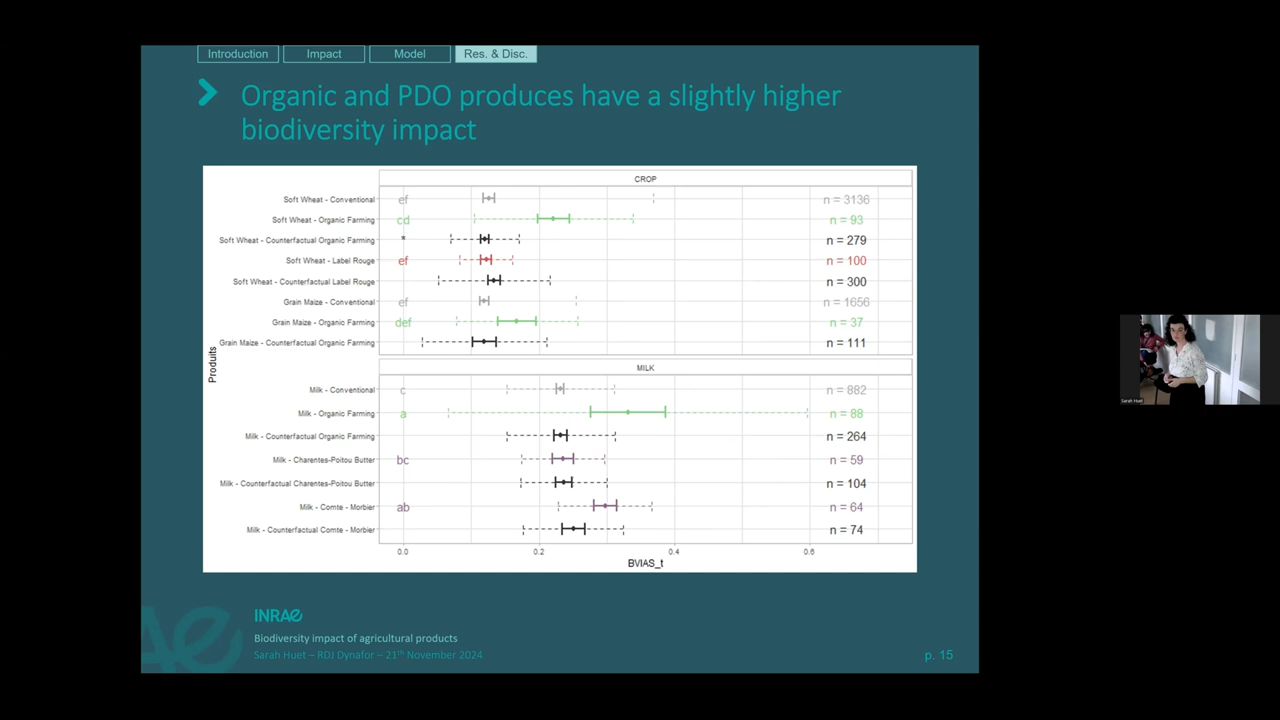 Introduction
Impact
Model
Res. & Disc.
Organic and PDO produces have a slightly higher
biodiversity impact
CROP
Soft Wheat - Conventional ef n = 3136
Soft Wheat - Organic Farming cd n = 93
Soft Wheat - Counterfactual Organic Farming * n = 279
Soft Wheat - Label Rouge ef n = 100
Soft Wheat - Counterfactual Label Rouge n = 300
Grain Maize - Conventional ef n = 1656
Grain Maize - Organic Farming def n = 37
Grain Maize - Counterfactual Organic Farming n = 111
Produits
MILK
Milk - Conventional c n = 882
Milk - Organic Farming a n = 88
Milk - Counterfactual Organic Farming n = 264
Milk - Charentes-Poitou Butter bc n = 59
Milk - Counterfactual Charentes-Poitou Butter n = 104
Milk - Comte - Morbier ab n = 64
Milk - Counterfactual Comte - Morbier n = 74
0.0 0.2 0.4 0.6
BVIAS_t
INRAE
Biodiversity impact of agricultural products
Sarah Huet – RDJ Dynafor – 21th November 2024
p. 15
Sarah Huet